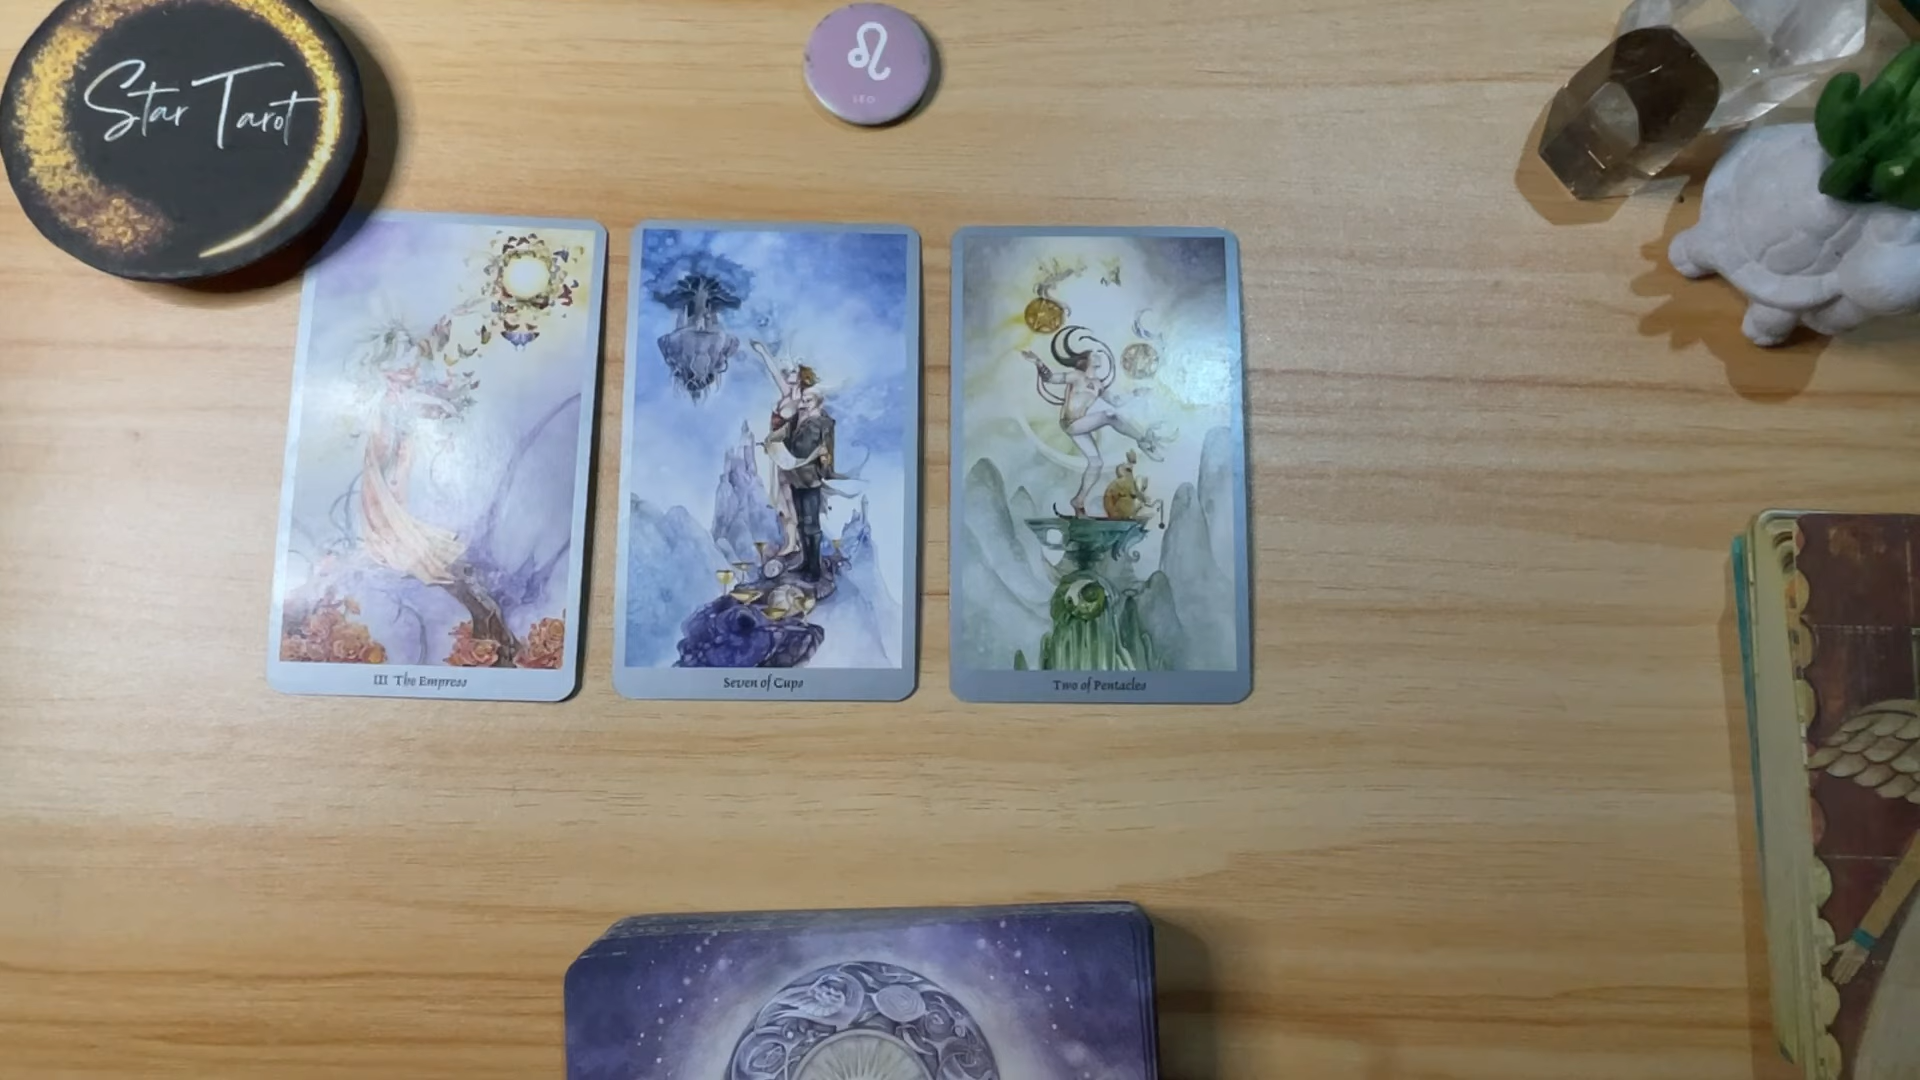 Star Tarot
LEO
III The Empress
Seven of Cups
Two of Pentacles